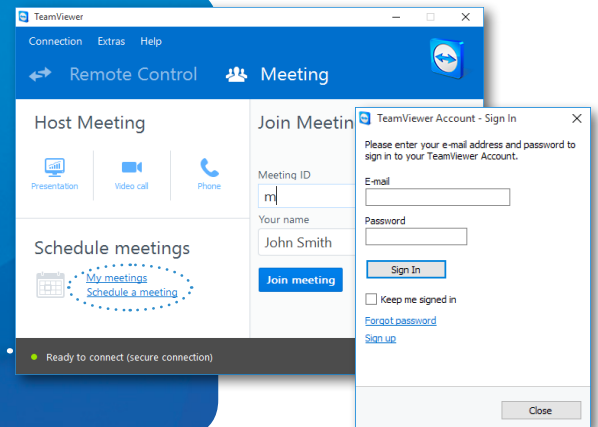 TeamViewer
Connection Extras Help
Remote Control Meeting
Host Meeting
Presentation Video call Phone
Schedule meetings
My meetings
Schedule a meeting
Join Meetin
Meeting ID
m
Your name
John Smith
Join meeting
Ready to connect (secure connection)
TeamViewer Account - Sign In
Please enter your e-mail address and password to
sign in to your TeamViewer Account.
E-mail
Password
Sign In
Keep me signed in
Forgot password
Sign up
Close